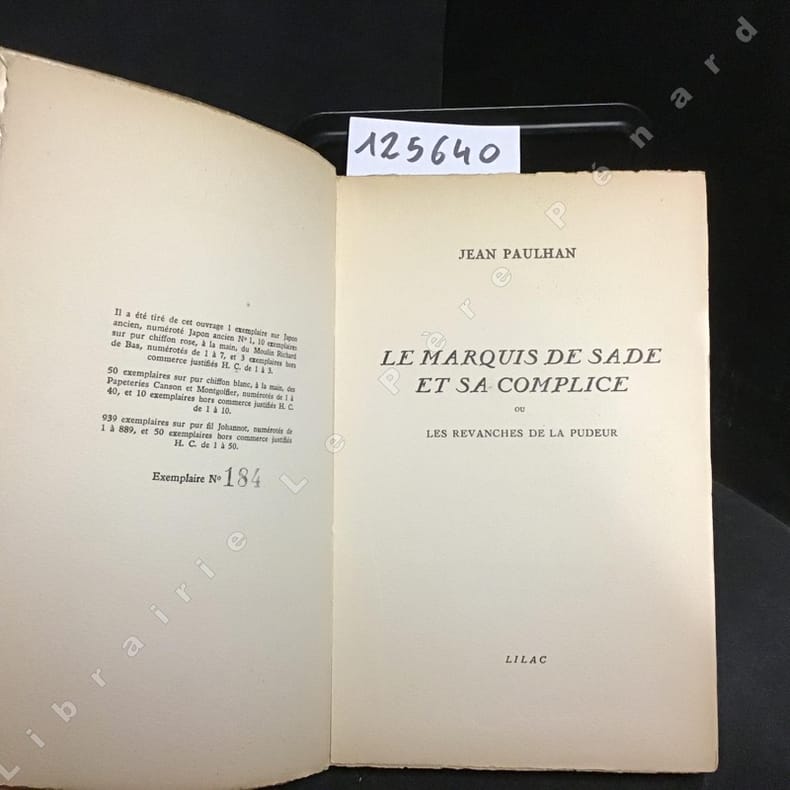 125640
Il a été tiré de cet ouvrage 1 exemplaire sur Japon
ancien, numéroté Japon ancien Nº 1, 10 exemplaires
sur pur chiffon rose, à la main, du Moulin Richard
de Bas, numérotés de 1 à 7, et 3 exemplaires hors
commerce justifiés H. C. de 1 à 3.
50 exemplaires sur pur chiffon blanc, à la main, des
Papeteries Canson et Montgolfier, numérotés de 1 à
40, et 10 exemplaires hors commerce justifiés H. C.
de 1 à 10.
939 exemplaires sur pur fil Johannot, numérotés de
1 à 889, et 50 exemplaires hors commerce justifiés
H. C. de 1 à 50.
Exemplaire Nº 184
JEAN PAULHAN
LE MARQUIS DE SADE
ET SA COMPLICE
OU
LES REVANCHES DE LA PUDEUR
LILAC
Librairie Le Père Pénard